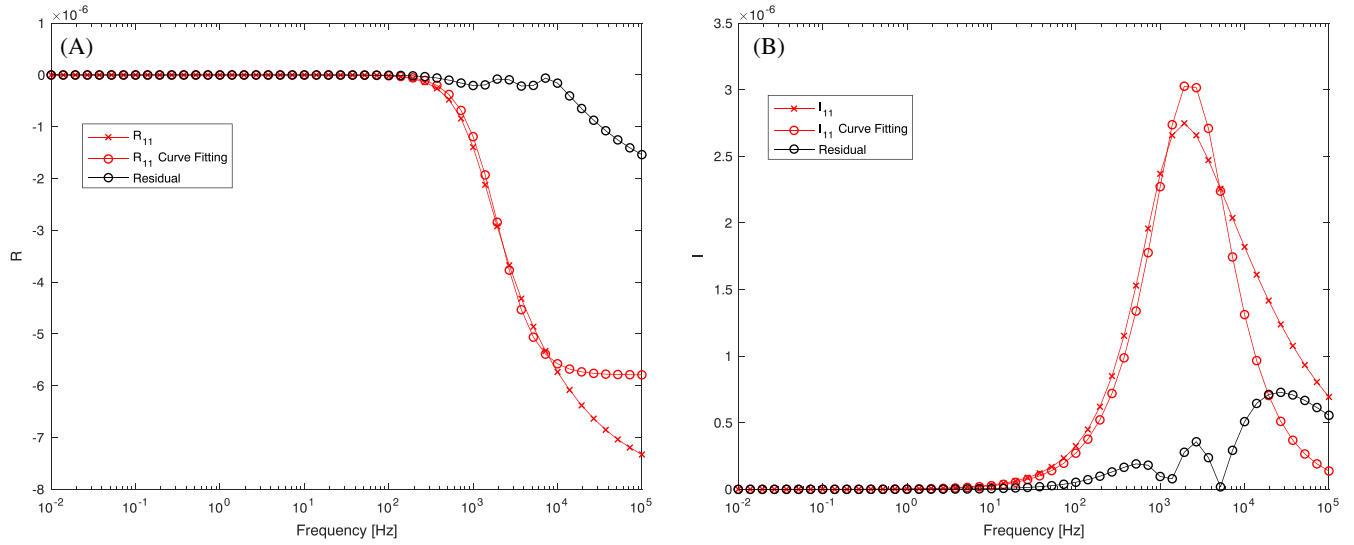 ×10⁻⁶
(A)
1
0
-1
-2
-3
-4
-5
-6
-7
-8
R
R₁₁
R₁₁ Curve Fitting
Residual
10⁻² 10⁻¹ 10⁰ 10¹ 10² 10³ 10⁴ 10⁵
Frequency [Hz]
×10⁻⁶
(B)
3.5
3
2.5
2
1.5
1
0.5
0
I
I₁₁
I₁₁ Curve Fitting
Residual
10⁻² 10⁻¹ 10⁰ 10¹ 10² 10³ 10⁴ 10⁵
Frequency [Hz]